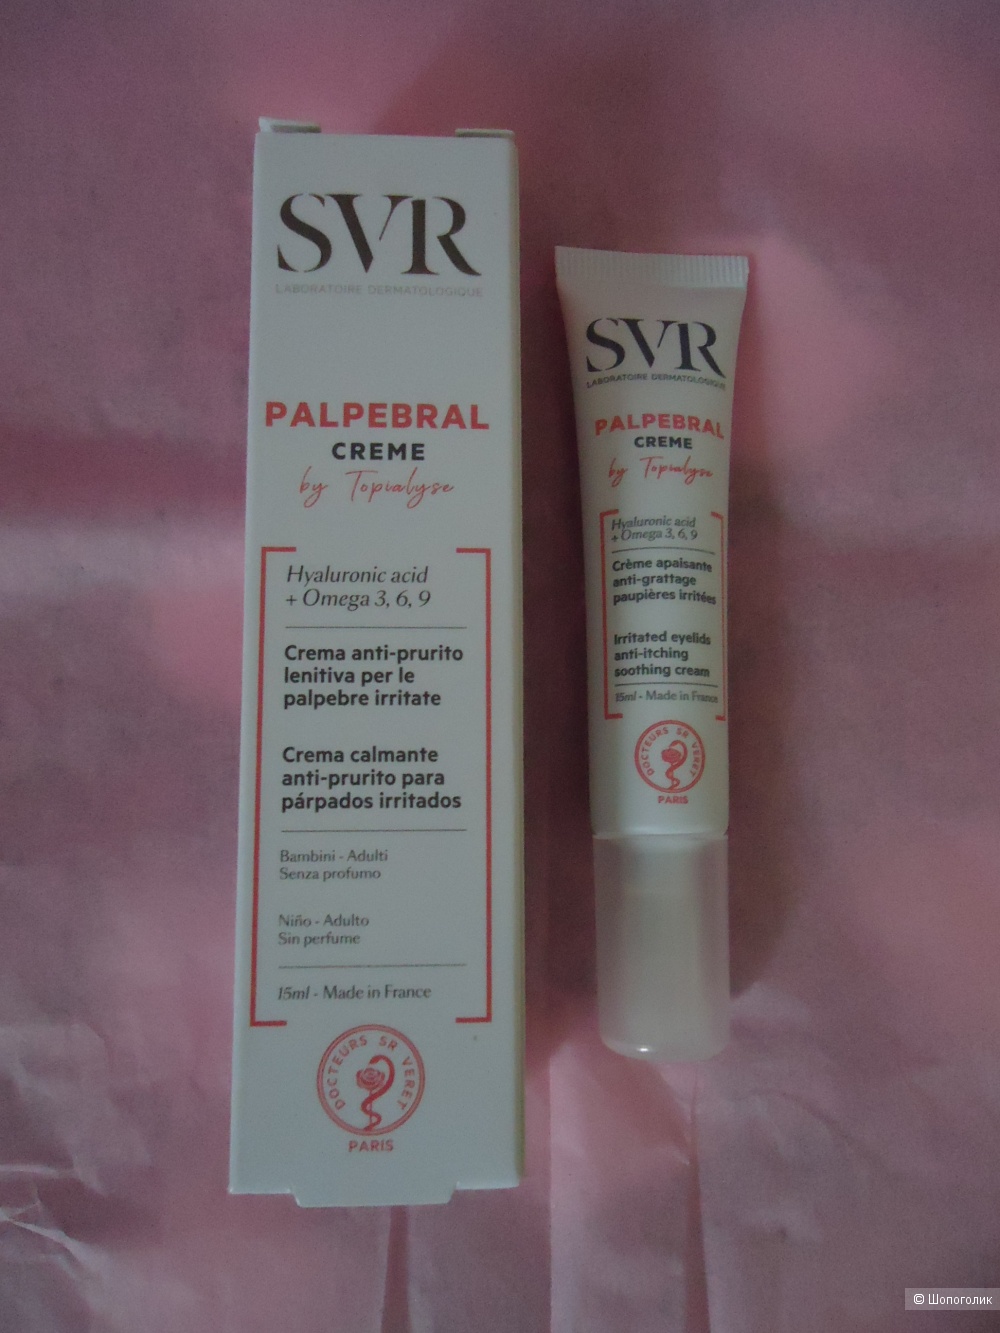 SVR
LABORATOIRE DERMATOLOGIQUE
PALPEBRAL
CREME
by Topialyse
Hyaluronic acid
+ Omega 3, 6, 9
Crema anti-prurito
lenitiva per le
palpebre irritate
Crema calmante
anti-prurito para
párpados irritados
Bambini - Adulti
Senza profumo
Niño - Adulto
Sin perfume
15ml - Made in France
DOCTEURS SR VERET
PARIS
SVR
LABORATOIRE DERMATOLOGIQUE
PALPEBRAL
CREME
by Topialyse
Hyaluronic acid
+ Omega 3, 6, 9
Crème apaisante
anti-grattage
paupières irritées
Irritated eyelids
anti-itching
soothing cream
15ml - Made in France
DOCTEURS SR VERET
PARIS
© Шопоголик